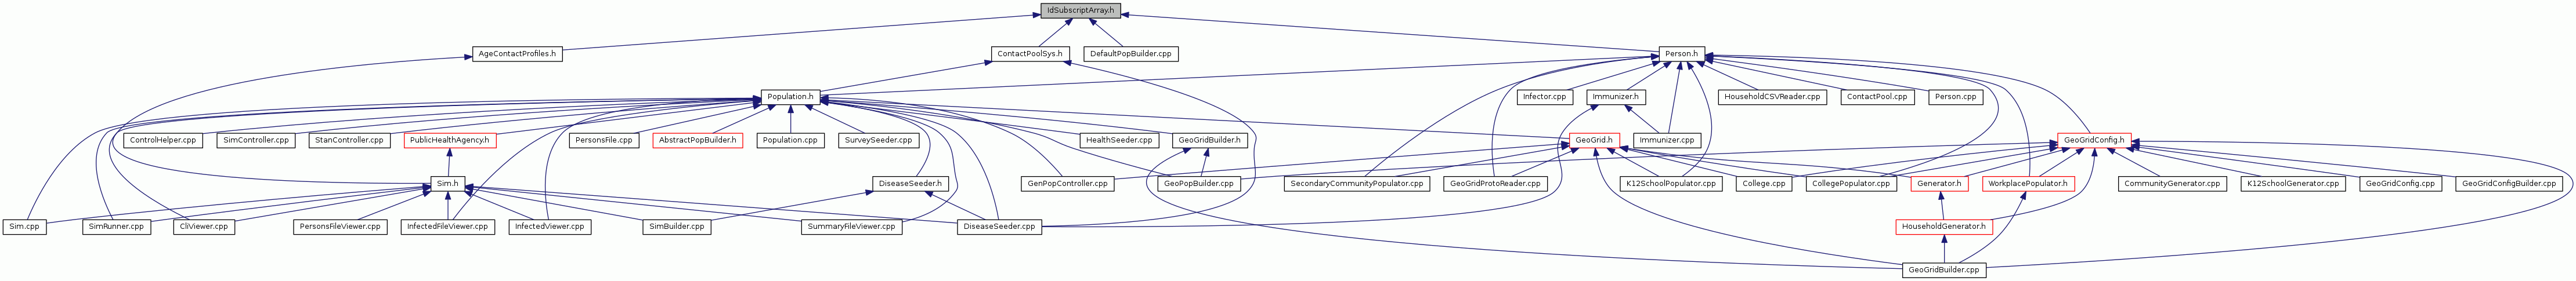 IdSubscriptArray.h
AgeContactProfiles.h
ContactPoolSys.h
DefaultPopBuilder.cpp
Person.h
Population.h
Infector.cpp
Immunizer.h
HouseholdCSVReader.cpp
ContactPool.cpp
Person.cpp
ControlHelper.cpp
SimController.cpp
StanController.cpp
PublicHealthAgency.h
PersonsFile.cpp
AbstractPopBuilder.h
Population.cpp
SurveySeeder.cpp
HealthSeeder.cpp
GeoGridBuilder.h
GeoGrid.h
Immunizer.cpp
GeoGridConfig.h
Sim.h
DiseaseSeeder.h
GenPopController.cpp
GeoPopBuilder.cpp
SecondaryCommunityPopulator.cpp
GeoGridProtoReader.cpp
K12SchoolPopulator.cpp
College.cpp
CollegePopulator.cpp
Generator.h
WorkplacePopulator.h
CommunityGenerator.cpp
K12SchoolGenerator.cpp
GeoGridConfig.cpp
GeoGridConfigBuilder.cpp
Sim.cpp
SimRunner.cpp
CliViewer.cpp
PersonsFileViewer.cpp
InfectedFileViewer.cpp
InfectedViewer.cpp
SimBuilder.cpp
SummaryFileViewer.cpp
DiseaseSeeder.cpp
HouseholdGenerator.h
GeoGridBuilder.cpp